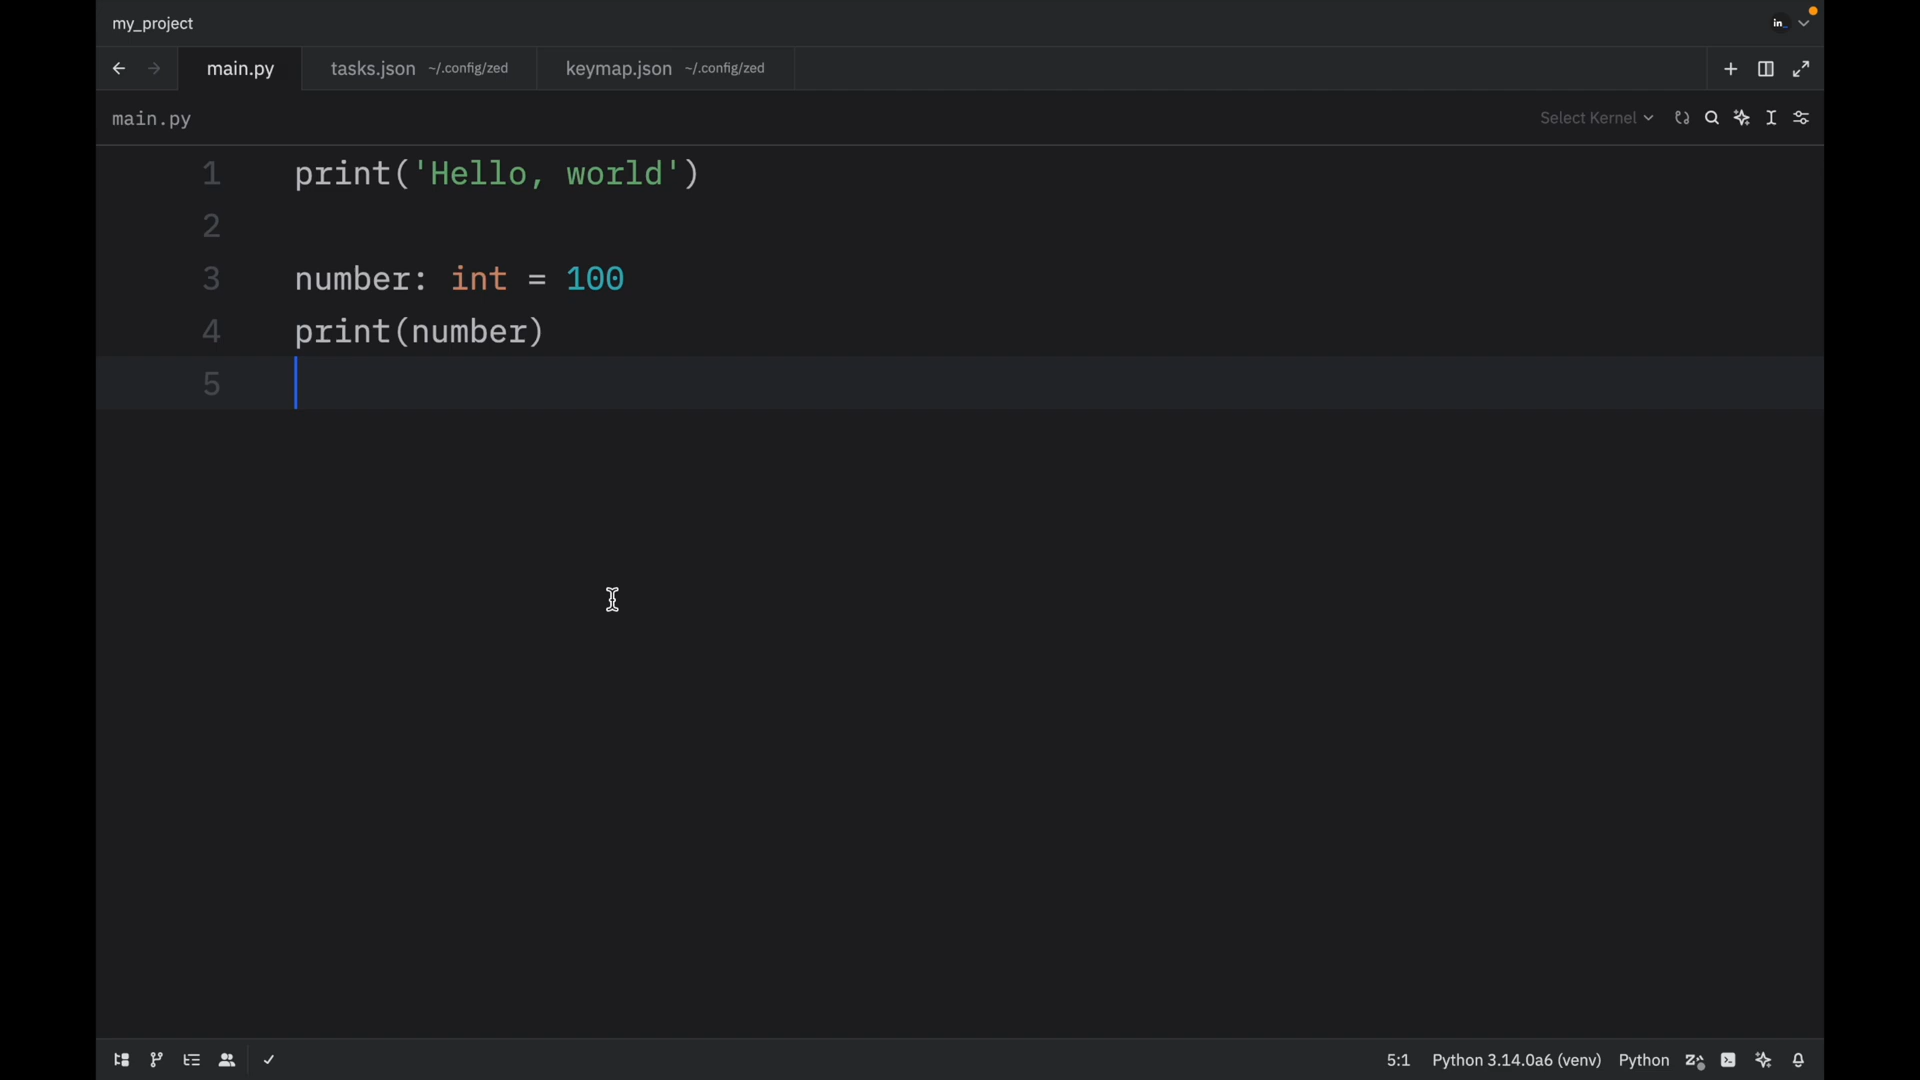 my_project
in_
main.py tasks.json ~/.config/zed keymap.json ~/.config/zed
main.py Select Kernel
1 print('Hello, world')
2
3 number: int = 100
4 print(number)
5
5:1 Python 3.14.0a6 (venv) Python